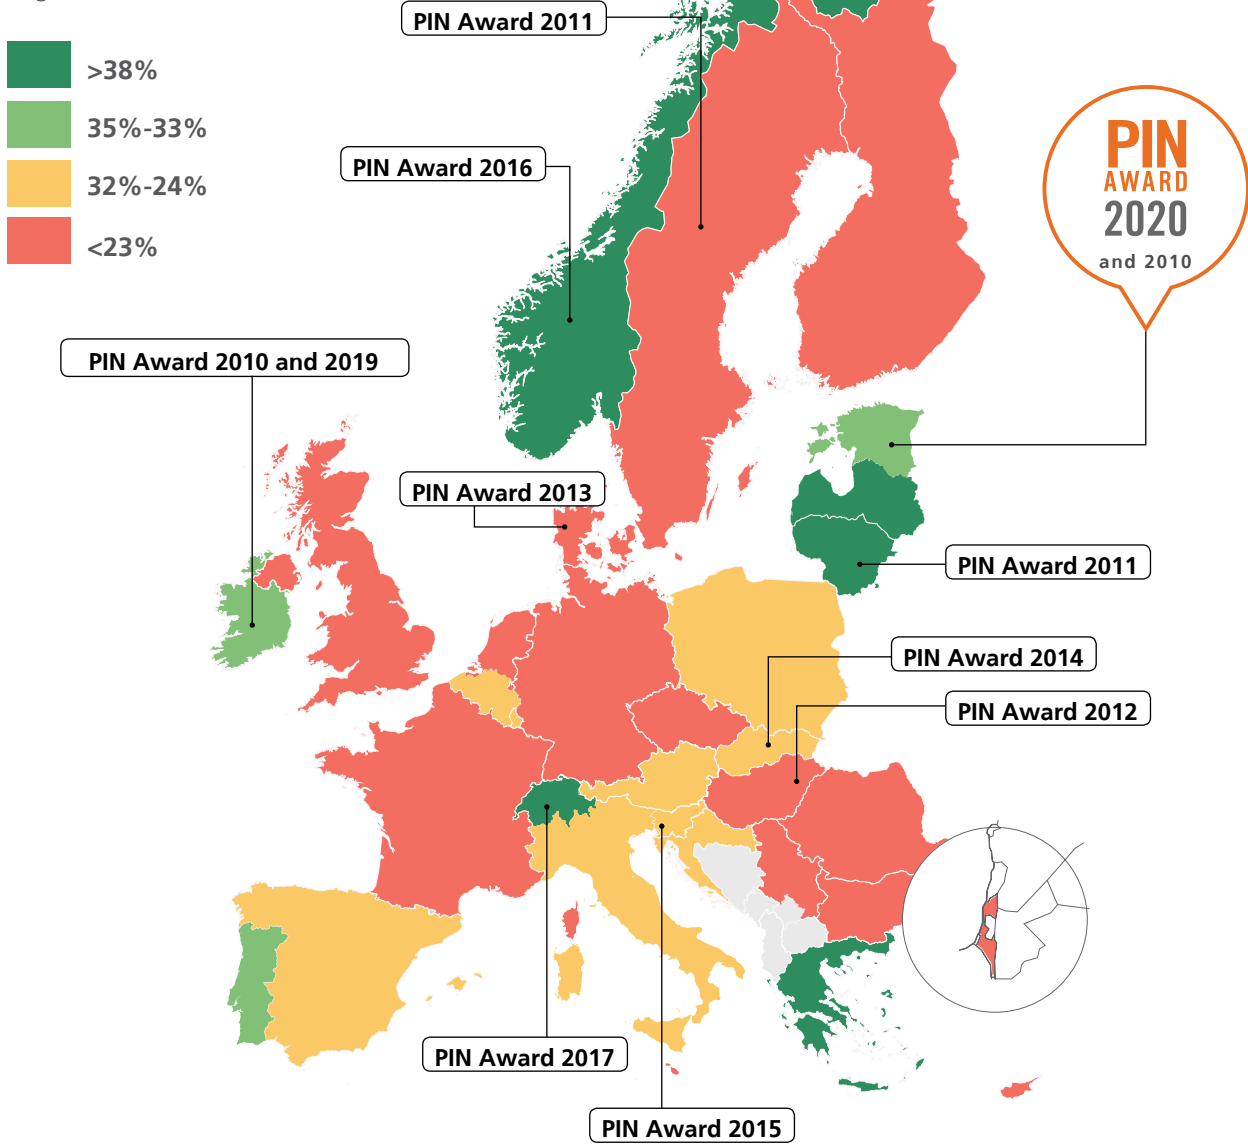 PIN Award 2011
>38%
35%-33%
32%-24%
<23%
PIN Award 2016
PIN
AWARD
2020
and 2010
PIN Award 2010 and 2019
PIN Award 2013
PIN Award 2011
PIN Award 2014
PIN Award 2012
PIN Award 2017
PIN Award 2015